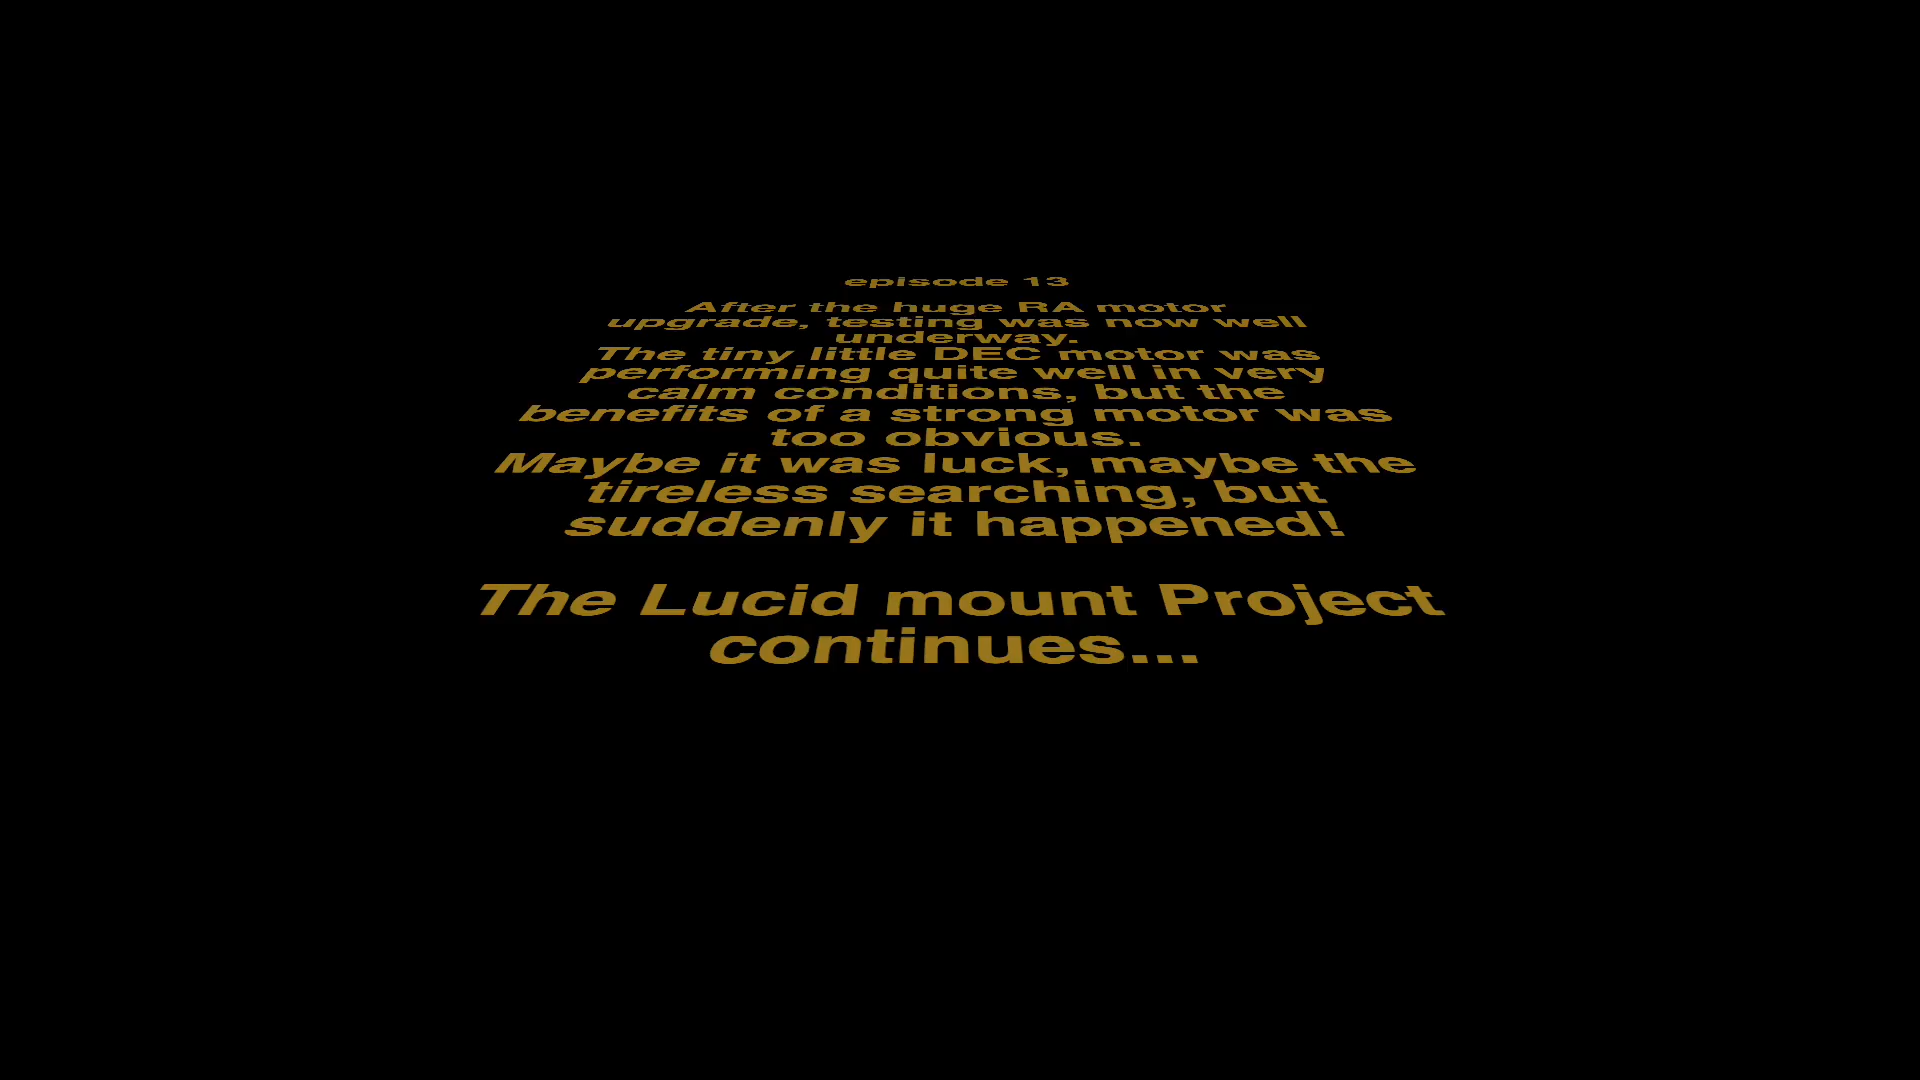 episode 13
After the huge RA motor
upgrade, testing was now well
underway.
The tiny little DEC motor was
performing quite well in very
calm conditions, but the
benefits of a strong motor was
too obvious.
Maybe it was luck, maybe the
tireless searching, but
suddenly it happened!
The Lucid mount Project
continues...